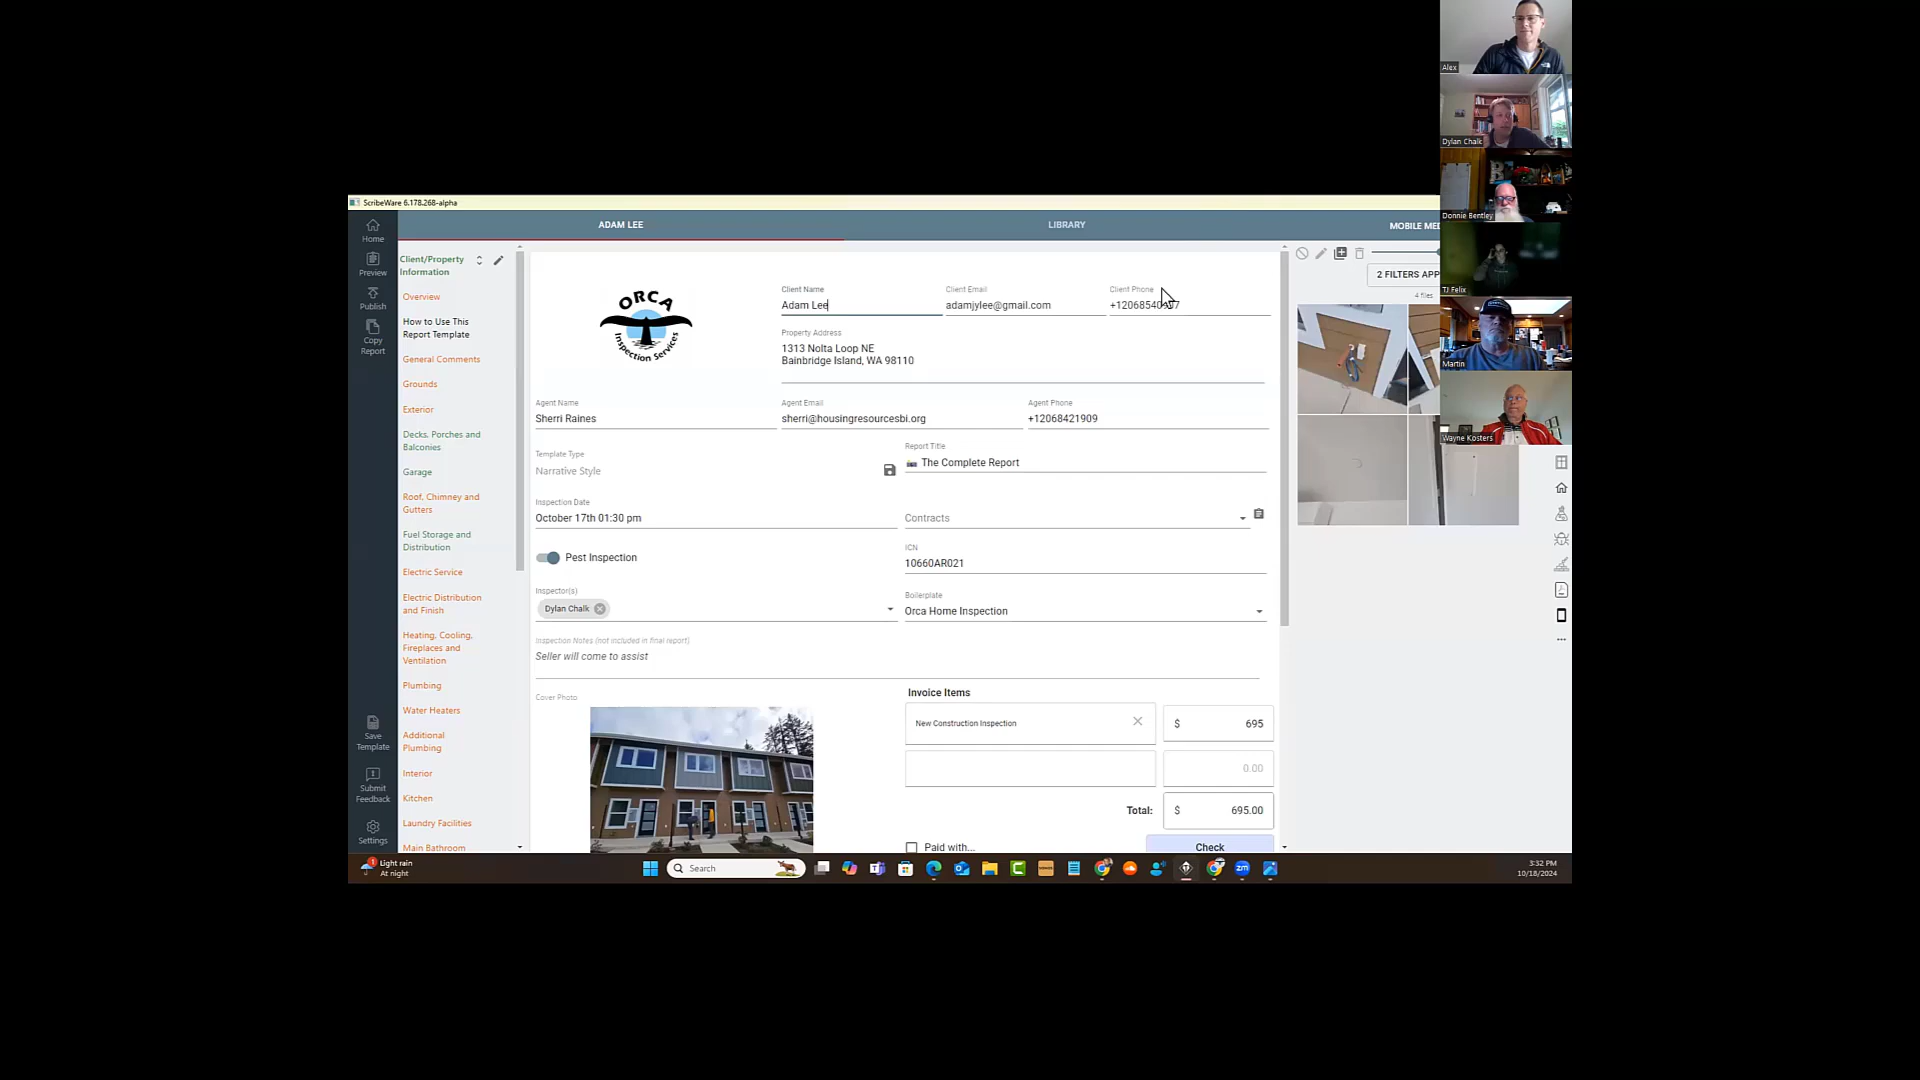 ScribeWare 6.178.268-alpha
Home
Preview
Publish
Copy
Report
Save
Template
Submit
Feedback
Settings
ADAM LEE
LIBRARY
MOBILE MED
Client/Property
Information
Overview
How to Use This
Report Template
General Comments
Grounds
Exterior
Decks, Porches and
Balconies
Garage
Roof, Chimney and
Gutters
Fuel Storage and
Distribution
Electric Service
Electric Distribution
and Finish
Heating, Cooling,
Fireplaces and
Ventilation
Plumbing
Water Heaters
Additional
Plumbing
Interior
Kitchen
Laundry Facilities
Main Bathroom
ORCA
Inspection Services
Client Name
Adam Lee
Client Email
adamjylee@gmail.com
Client Phone
Property Address
1313 Nolta Loop NE
Bainbridge Island, WA 98110
Agent Name
Sherri Raines
Agent Email
sherri@housingresourcesbi.org
Agent Phone
+12068421909
Template Type
Narrative Style
Report Title
The Complete Report
Inspection Date
October 17th 01:30 pm
Contracts
Pest Inspection
ICN
10660AR021
Inspector(s)
Dylan Chalk
Boilerplate
Orca Home Inspection
Inspection Notes (not included in final report)
Seller will come to assist
Cover Photo
Invoice Items
New Construction Inspection
$ 695
0.00
Total:
$ 695.00
Paid with...
Check
2 FILTERS APP
4 files
Alex
Dylan Chalk
Donnie Bentley
TJ Felix
Martin
Wayne Kosters
1
Light rain
At night
Search
zm
3:32 PM
10/18/2024